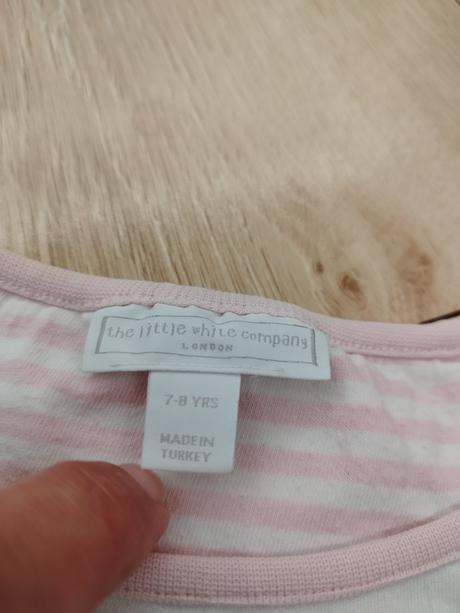 the little white company
LONDON
7-8 YRS
MADE IN
TURKEY